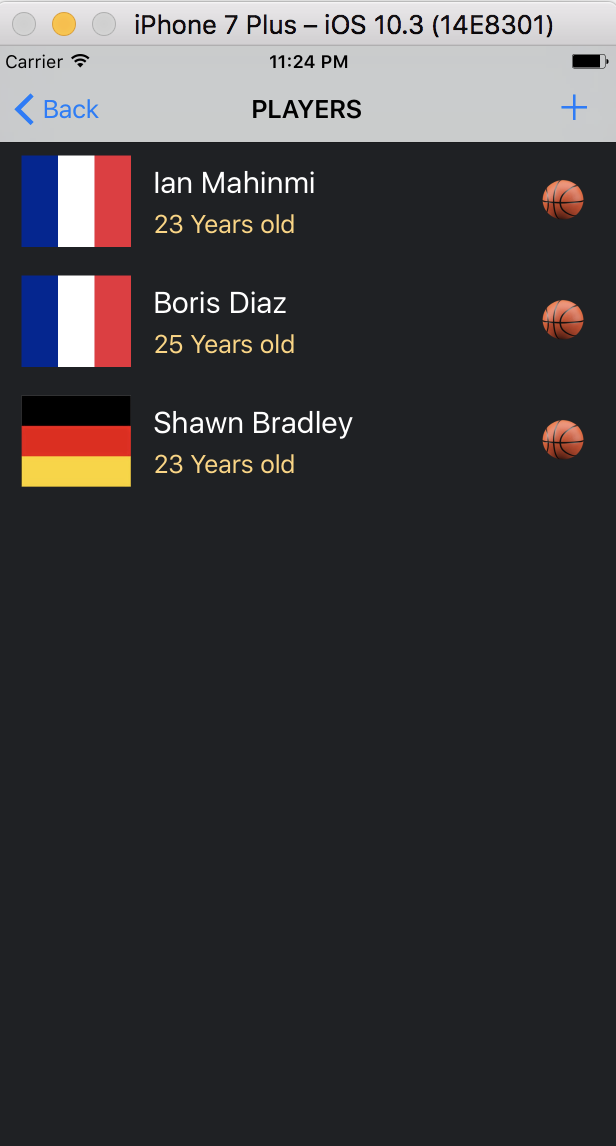 iPhone 7 Plus – iOS 10.3 (14E8301)
Carrier 11:24 PM
Back PLAYERS +
Ian Mahinmi
23 Years old
Boris Diaz
25 Years old
Shawn Bradley
23 Years old